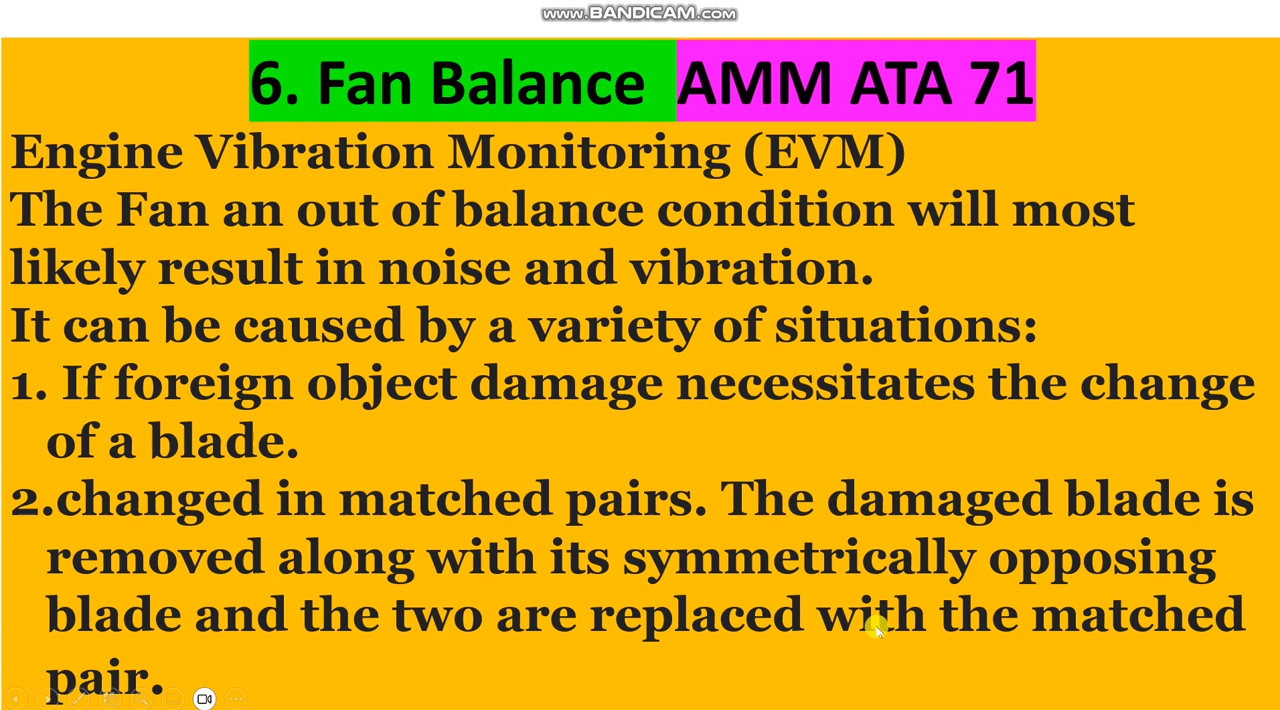 www.BANDICAM.com
6. Fan Balance AMM ATA 71
Engine Vibration Monitoring (EVM)
The Fan an out of balance condition will most
likely result in noise and vibration.
It can be caused by a variety of situations:
1. If foreign object damage necessitates the change
of a blade.
2.changed in matched pairs. The damaged blade is
removed along with its symmetrically opposing
blade and the two are replaced with the matched
pair.